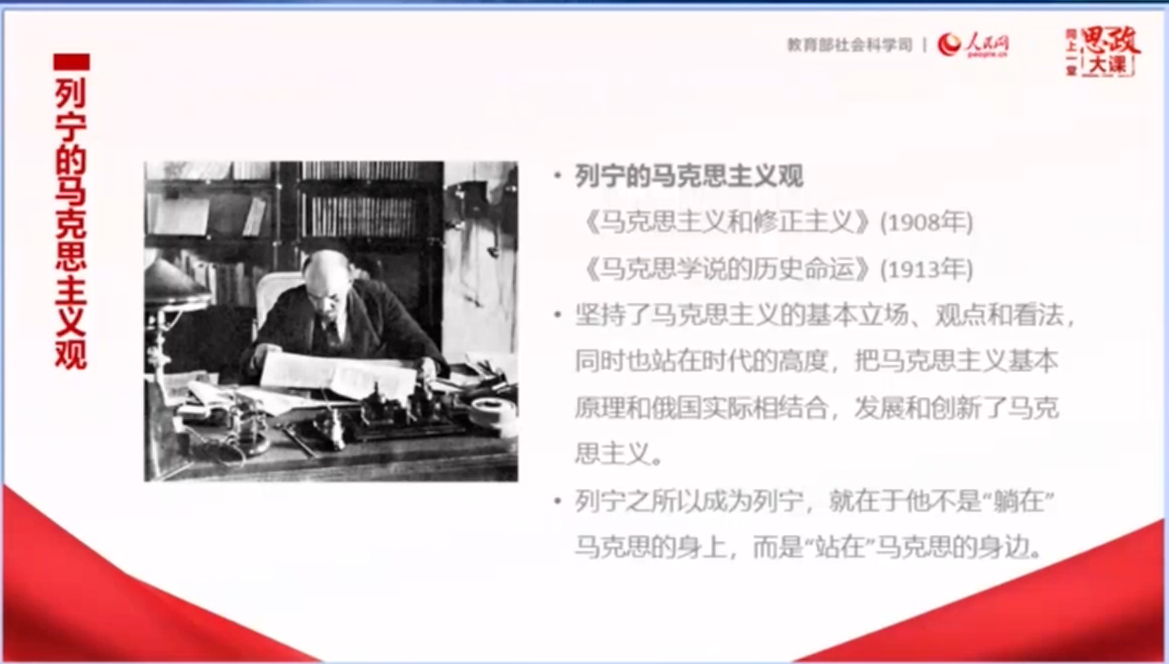 教育部社会科学司
人民网
people.cn
网上一堂
思政
大课
列宁的马克思主义观
• 列宁的马克思主义观
《马克思主义和修正主义》(1908年)
《马克思学说的历史命运》(1913年)
• 坚持了马克思主义的基本立场、观点和看法，
同时也站在时代的高度，把马克思主义基本
原理和俄国实际相结合，发展和创新了马克
思主义。
• 列宁之所以成为列宁，就在于他不是“躺在”
马克思的身上，而是“站在”马克思的身边。